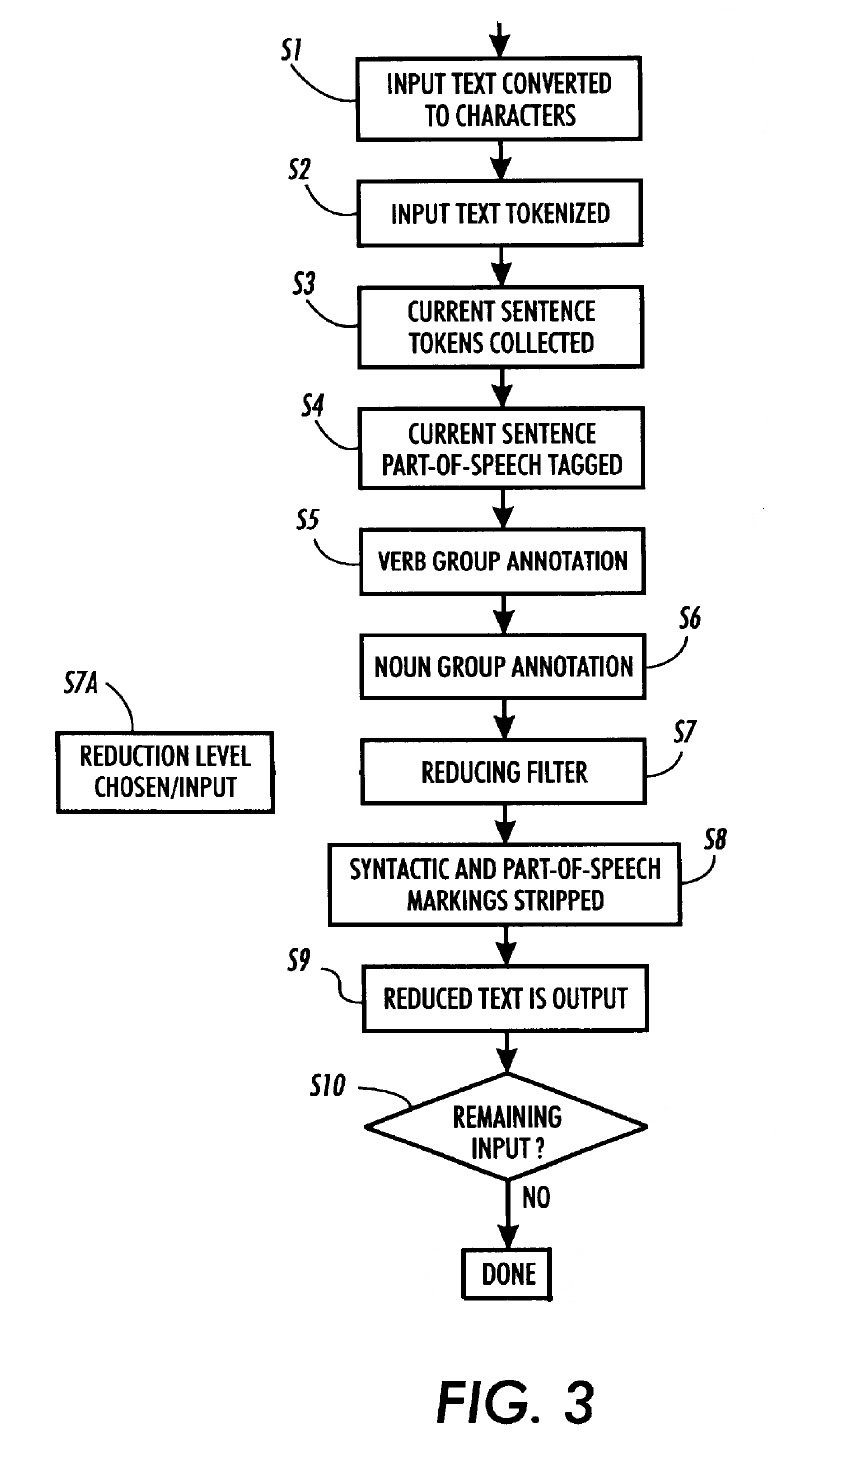 S1
INPUT TEXT CONVERTED
TO CHARACTERS
S2
INPUT TEXT TOKENIZED
S3
CURRENT SENTENCE
TOKENS COLLECTED
S4
CURRENT SENTENCE
PART-OF-SPEECH TAGGED
S5
VERB GROUP ANNOTATION
S6
NOUN GROUP ANNOTATION
S7A
REDUCTION LEVEL
CHOSEN/INPUT
S7
REDUCING FILTER
S8
SYNTACTIC AND PART-OF-SPEECH
MARKINGS STRIPPED
S9
REDUCED TEXT IS OUTPUT
S10
REMAINING
INPUT?
NO
DONE
FIG. 3